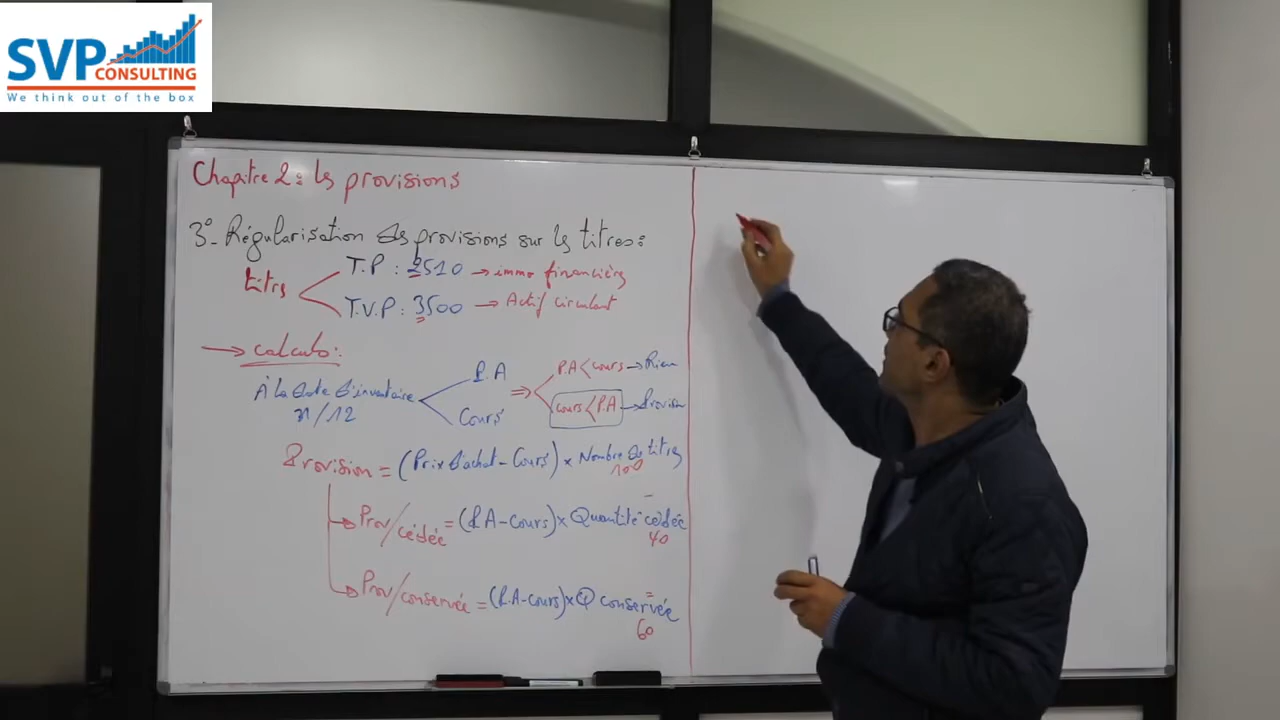 SVP
CONSULTING
We think out of the box
Chapitre 2: les provisions
3°- Régularisation des provisions sur les titres:
titres
T.P : 2510 → immo financières
T.V.P : 3500 → Actif circulant
→ calculs:
À la date d'inventaire
31/12
P.A
Cours
⇒
P.A < cours → Rien
cours < P.A → Provision
Provision = (Prix d'achat - Cours) × Nombre de titres
100
Prov/cédée = (P.A - cours) × Quantité cédée
40
Prov/conservée = (P.A - cours) × Q conservée
60